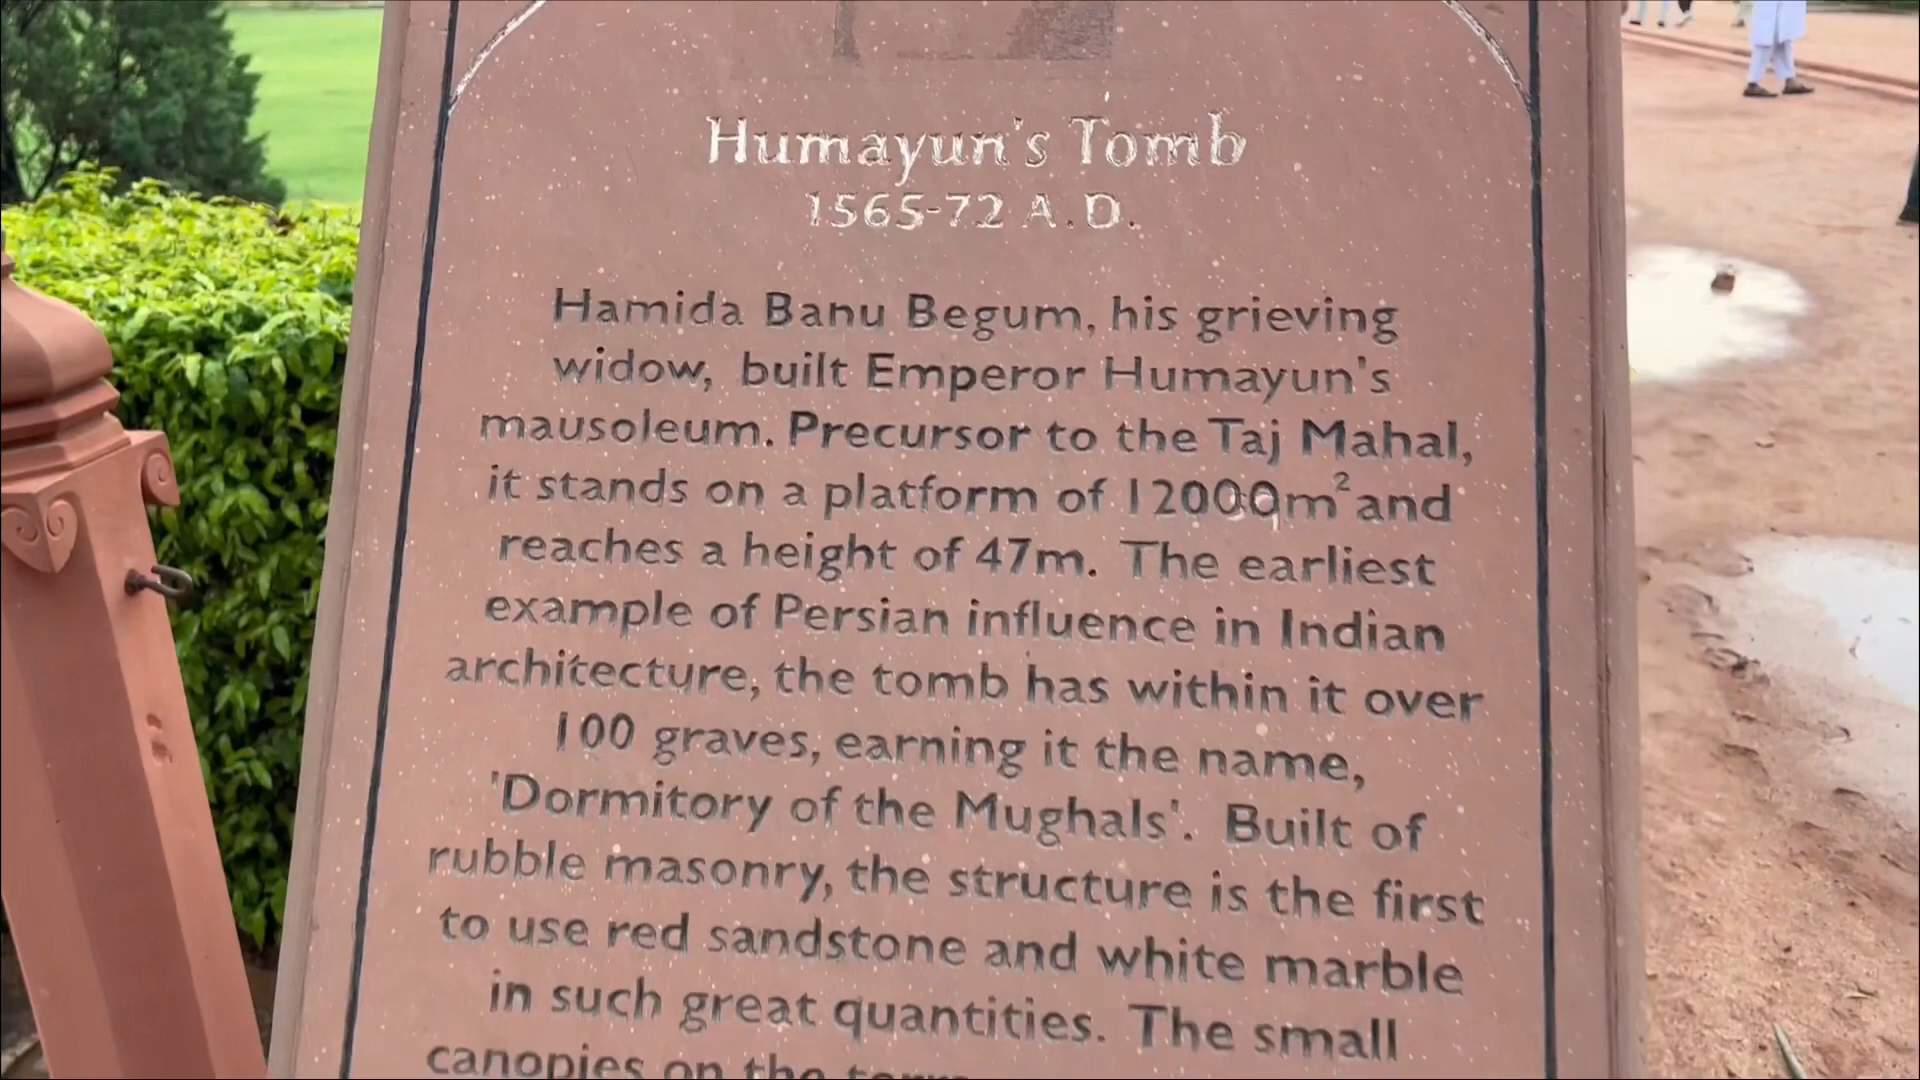 Humayun's Tomb
1565-72 A.D.
Hamida Banu Begum, his grieving
widow, built Emperor Humayun's
mausoleum. Precursor to the Taj Mahal,
it stands on a platform of 12000m² and
reaches a height of 47m. The earliest
example of Persian influence in Indian
architecture, the tomb has within it over
100 graves, earning it the name,
'Dormitory of the Mughals'. Built of
rubble masonry, the structure is the first
to use red sandstone and white marble
in such great quantities. The small
canopies on the